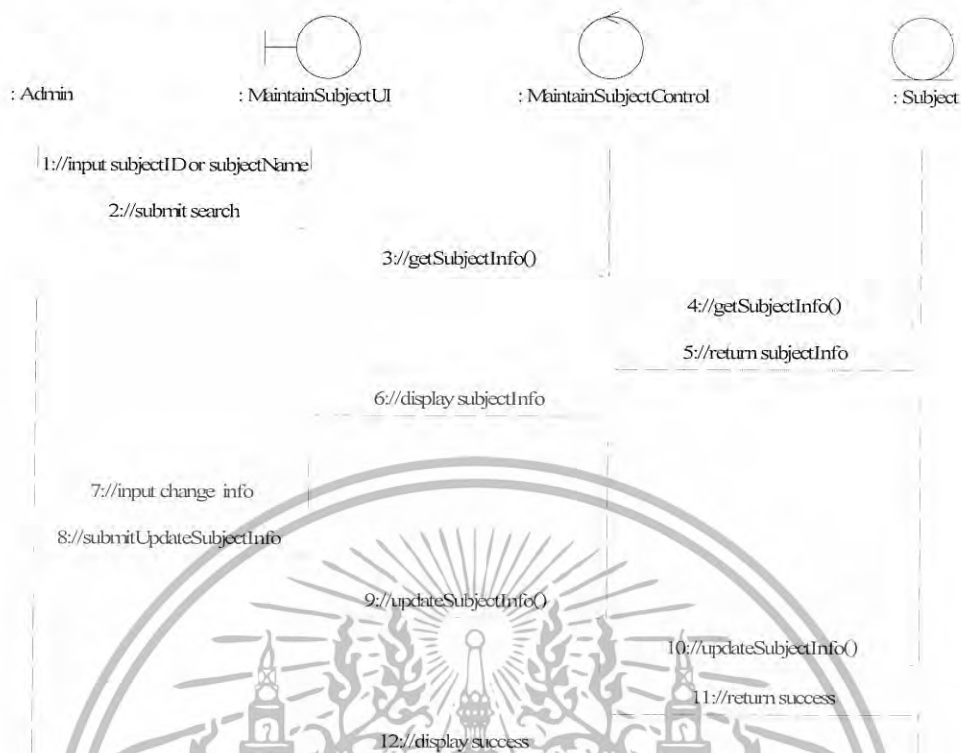 : Admin
: MaintainSubjectUI
: MaintainSubjectControl
: Subject
1://input subjectID or subjectName
2://submit search
3://getSubjectInfo()
4://getSubjectInfo()
5://return subjectInfo
6://display subjectInfo
7://input change info
8://submitUpdateSubjectInfo
9://updateSubjectInfo()
10://updateSubjectInfo()
11://return success
12://display success